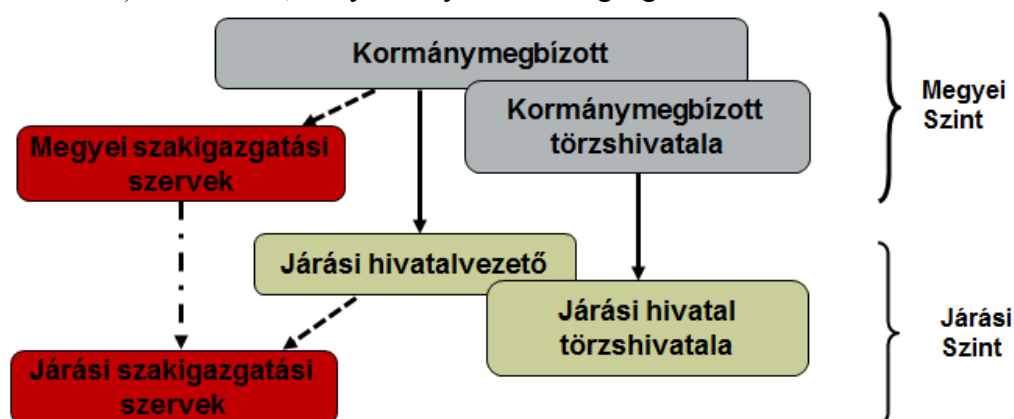 Kormánymegbízott
Kormánymegbízott
törzshivatala
Megyei
Szint
Megyei szakigazgatási
szervek
Járási hivatalvezető
Járási hivatal
törzshivatala
Járási
Szint
Járási szakigazgatási
szervek